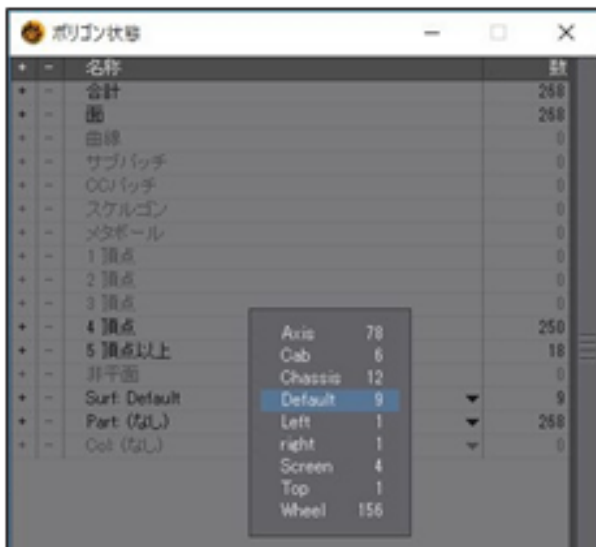 ポリゴン状態
+ - 名称 数
+ - 合計 268
+ - 面 268
+ - 曲線 0
+ - サブパッチ 0
+ - CCパッチ 0
+ - スケルゴン 0
+ - メタボール 0
+ - 1 頂点 0
+ - 2 頂点 0
+ - 3 頂点 0
+ - 4 頂点 250
+ - 5 頂点以上 18
+ - 非平面 0
+ - Surf: Default 9
+ - Part: (なし) 268
+ - Col: (なし) 0
Axis 78
Cab 6
Chassis 12
Default 9
Left 1
right 1
Screen 4
Top 1
Wheel 156